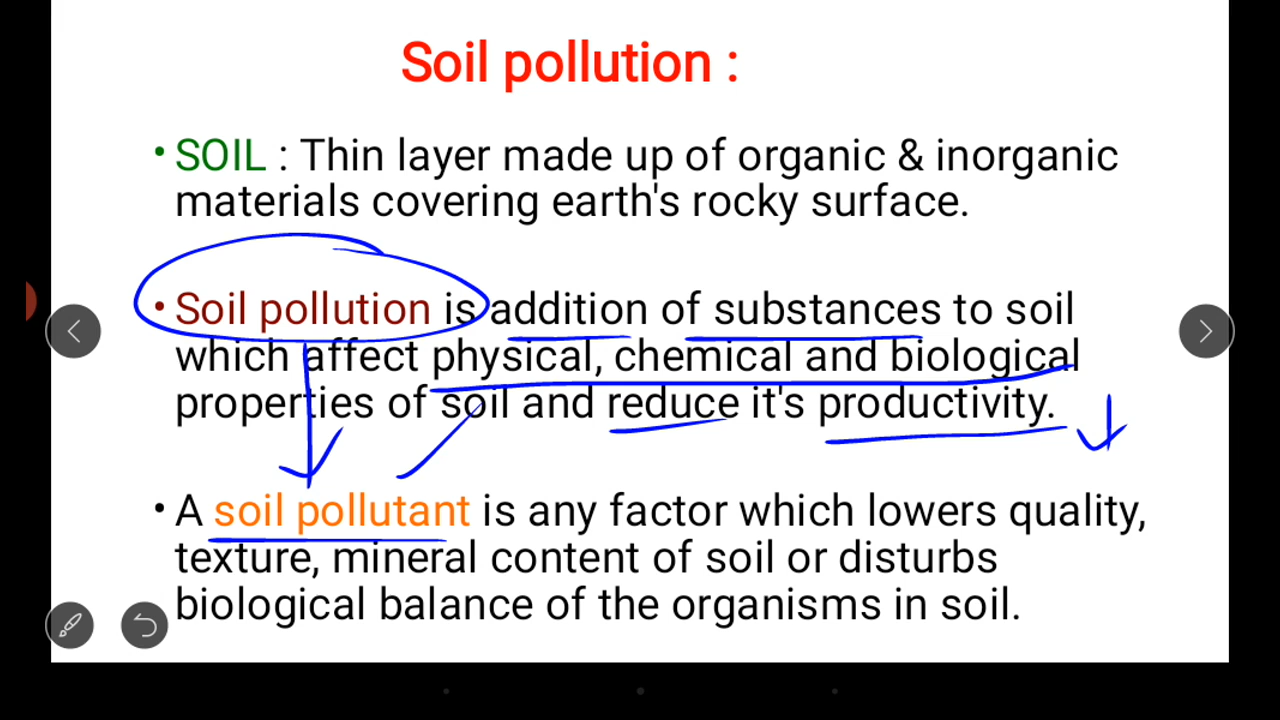 Soil pollution :
• SOIL : Thin layer made up of organic & inorganic
materials covering earth's rocky surface.
• Soil pollution is addition of substances to soil
which affect physical, chemical and biological
properties of soil and reduce it's productivity.
• A soil pollutant is any factor which lowers quality,
texture, mineral content of soil or disturbs
biological balance of the organisms in soil.